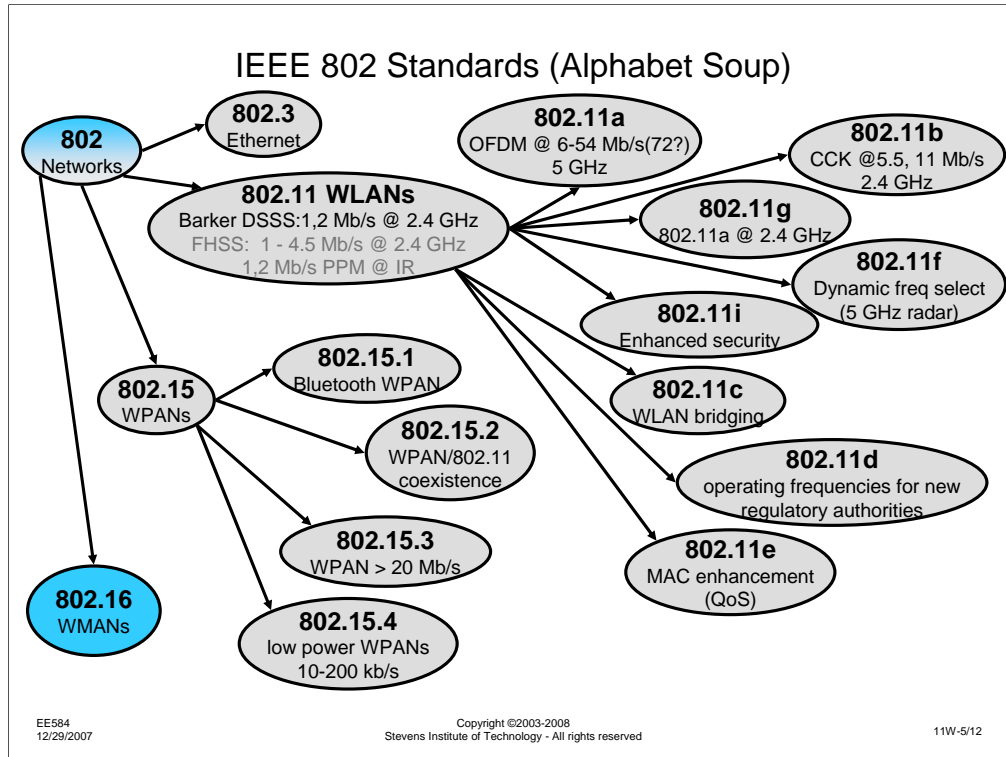 IEEE 802 Standards (Alphabet Soup)
802
Networks
802.3
Ethernet
802.11a
OFDM @ 6-54 Mb/s(72?)
5 GHz
802.11b
CCK @5.5, 11 Mb/s
2.4 GHz
802.11 WLANs
Barker DSSS:1,2 Mb/s @ 2.4 GHz
FHSS: 1 - 4.5 Mb/s @ 2.4 GHz
1,2 Mb/s PPM @ IR
802.11g
802.11a @ 2.4 GHz
802.11f
Dynamic freq select
(5 GHz radar)
802.11i
Enhanced security
802.15.1
Bluetooth WPAN
802.11c
WLAN bridging
802.15
WPANs
802.15.2
WPAN/802.11
coexistence
802.11d
operating frequencies for new
regulatory authorities
802.15.3
WPAN > 20 Mb/s
802.11e
MAC enhancement
(QoS)
802.16
WMANs
802.15.4
low power WPANs
10-200 kb/s
EE584
12/29/2007
Copyright ©2003-2008
Stevens Institute of Technology - All rights reserved
11W-5/12